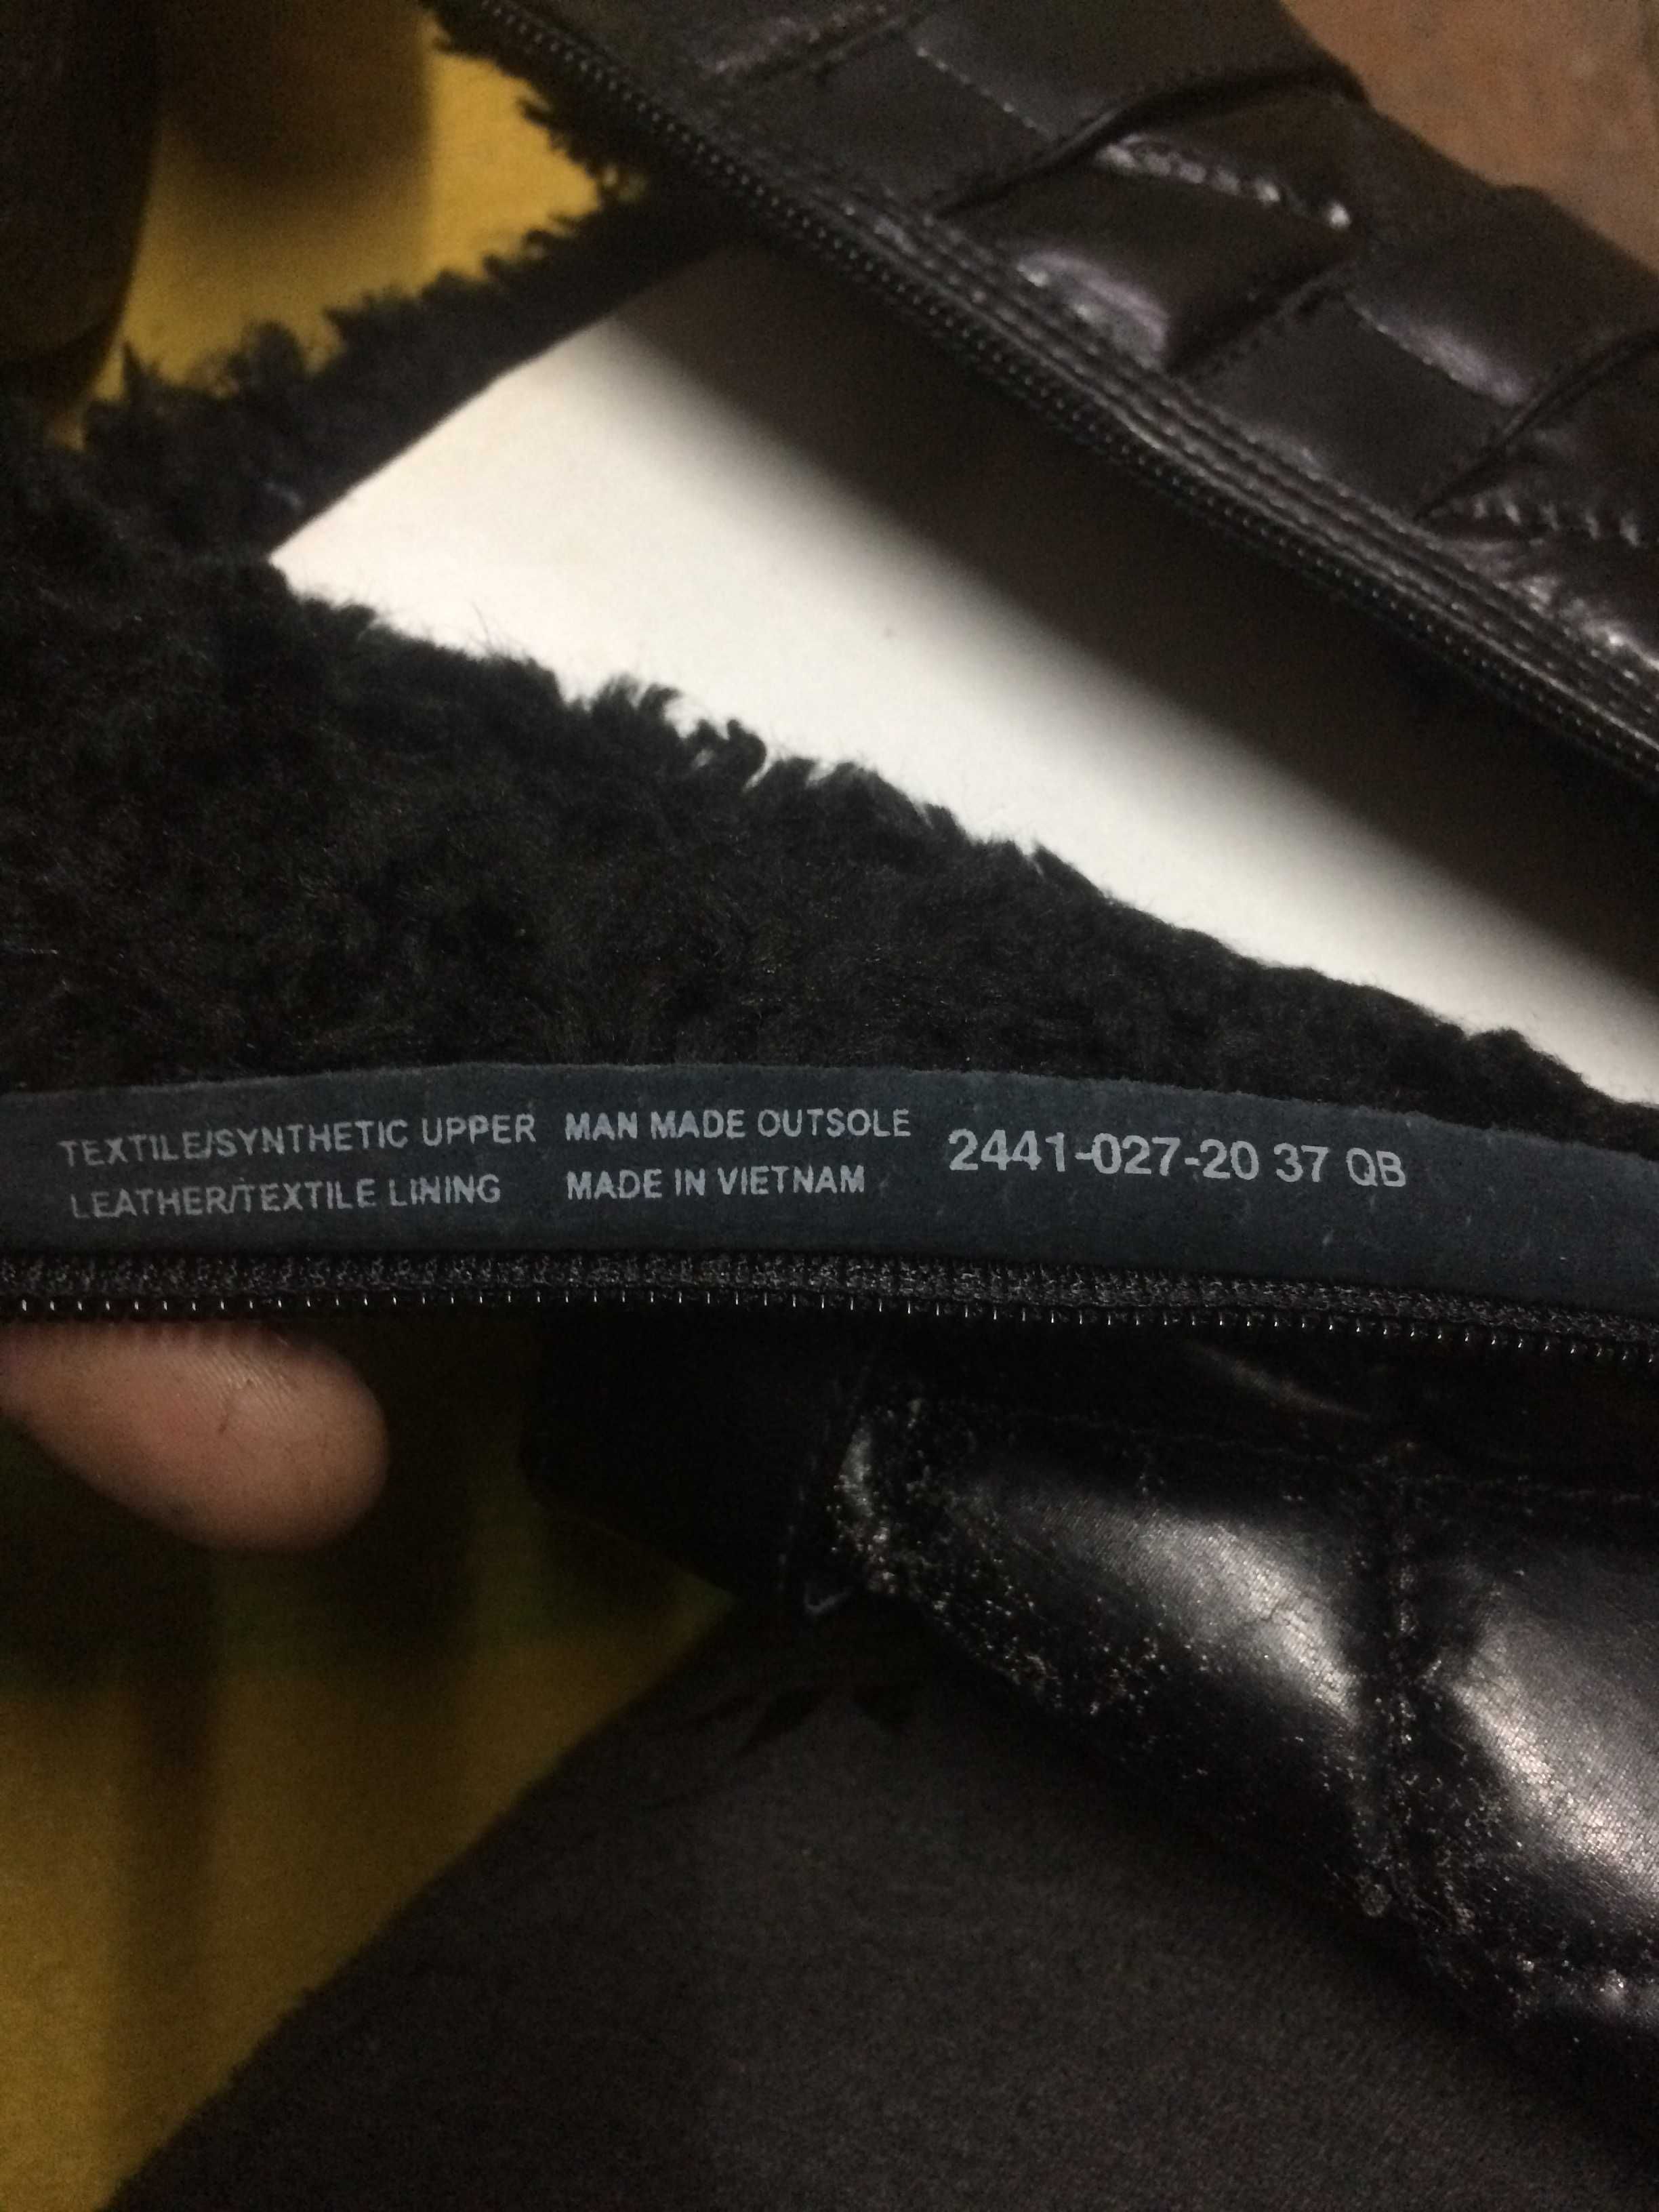 TEXTILE/SYNTHETIC UPPER MAN MADE OUTSOLE
LEATHER/TEXTILE LINING MADE IN VIETNAM
2441-027-20 37 QB